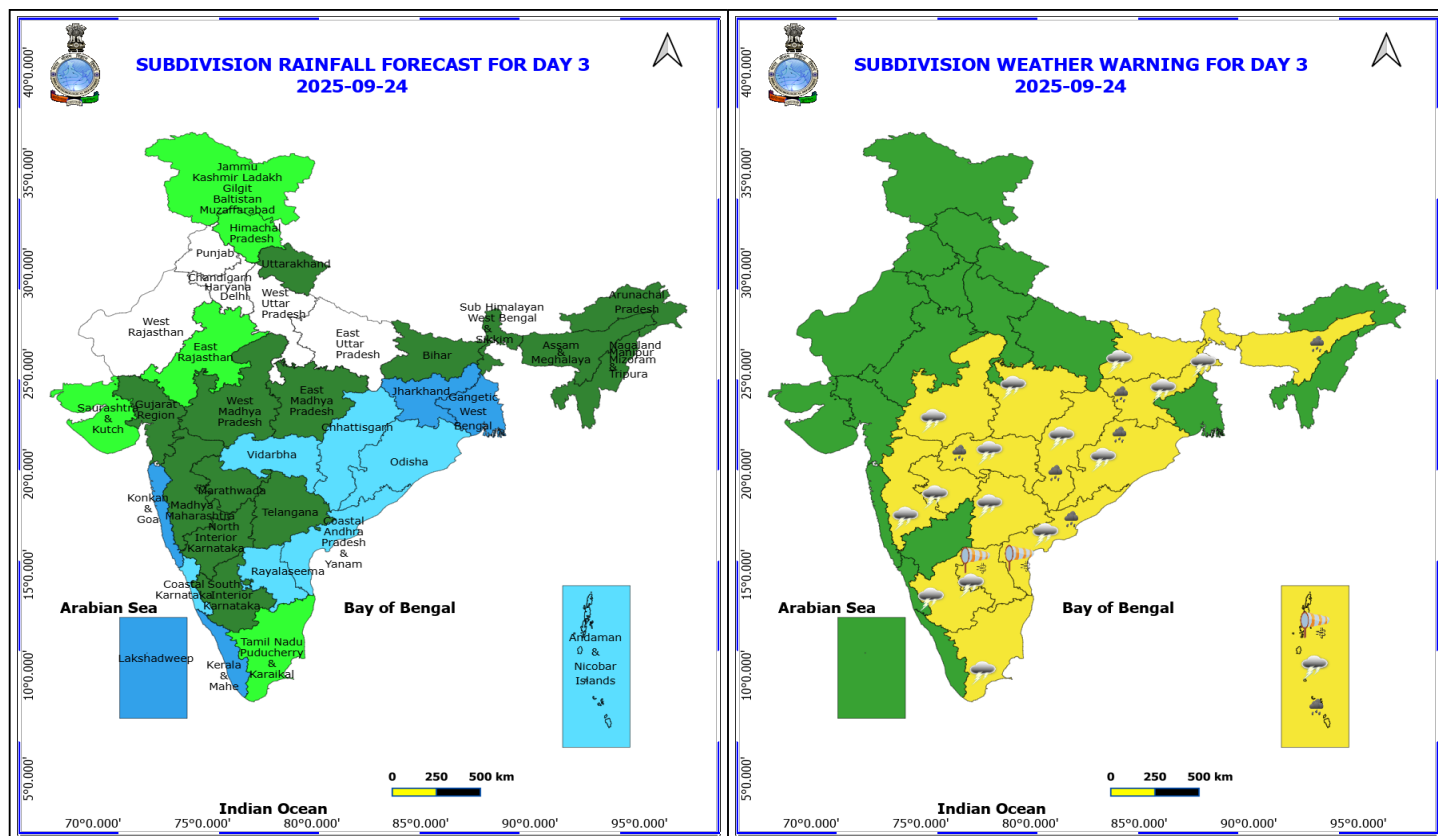 SUBDIVISION RAINFALL FORECAST FOR DAY 3
2025-09-24
40°0.000'
35°0.000'
30°0.000'
25°0.000'
20°0.000'
15°0.000'
10°0.000'
5°0.000'
Jammu
Kashmir Ladakh
Gilgit
Baltistan
Muzaffarabad
Himachal
Pradesh
Punjab
Uttarakhand
Chandigarh
Haryana
Delhi
West
Uttar
Pradesh
West
Rajasthan
East
Rajasthan
East
Uttar
Pradesh
Sub Himalayan
West Bengal
&
Sikkim
Arunachal
Pradesh
Assam
&
Meghalaya
Nagaland
Manipur
Mizoram
&
Tripura
Bihar
Jharkhand
Gangetic
West
Bengal
Saurashtra
&
Kutch
Gujarat
Region
West
Madhya
Pradesh
East
Madhya
Pradesh
Chhattisgarh
Vidarbha
Odisha
Konkan
&
Goa
Marathwada
Madhya
Maharashtra
North
Interior
Karnataka
Telangana
Coastal
Andhra
Pradesh
&
Yanam
Rayalaseema
Coastal
Karnataka
South
Interior
Karnataka
Arabian Sea
Bay of Bengal
Lakshadweep
Kerala
&
Mahe
Tamil Nadu
Puducherry
&
Karaikal
Andaman
&
Nicobar
Islands
0 250 500 km
Indian Ocean
70°0.000' 75°0.000' 80°0.000' 85°0.000' 90°0.000' 95°0.000'
SUBDIVISION WEATHER WARNING FOR DAY 3
2025-09-24
40°0.000'
35°0.000'
30°0.000'
25°0.000'
20°0.000'
15°0.000'
10°0.000'
5°0.000'
Arabian Sea
Bay of Bengal
0 250 500 km
Indian Ocean
70°0.000' 75°0.000' 80°0.000' 85°0.000' 90°0.000' 95°0.000'